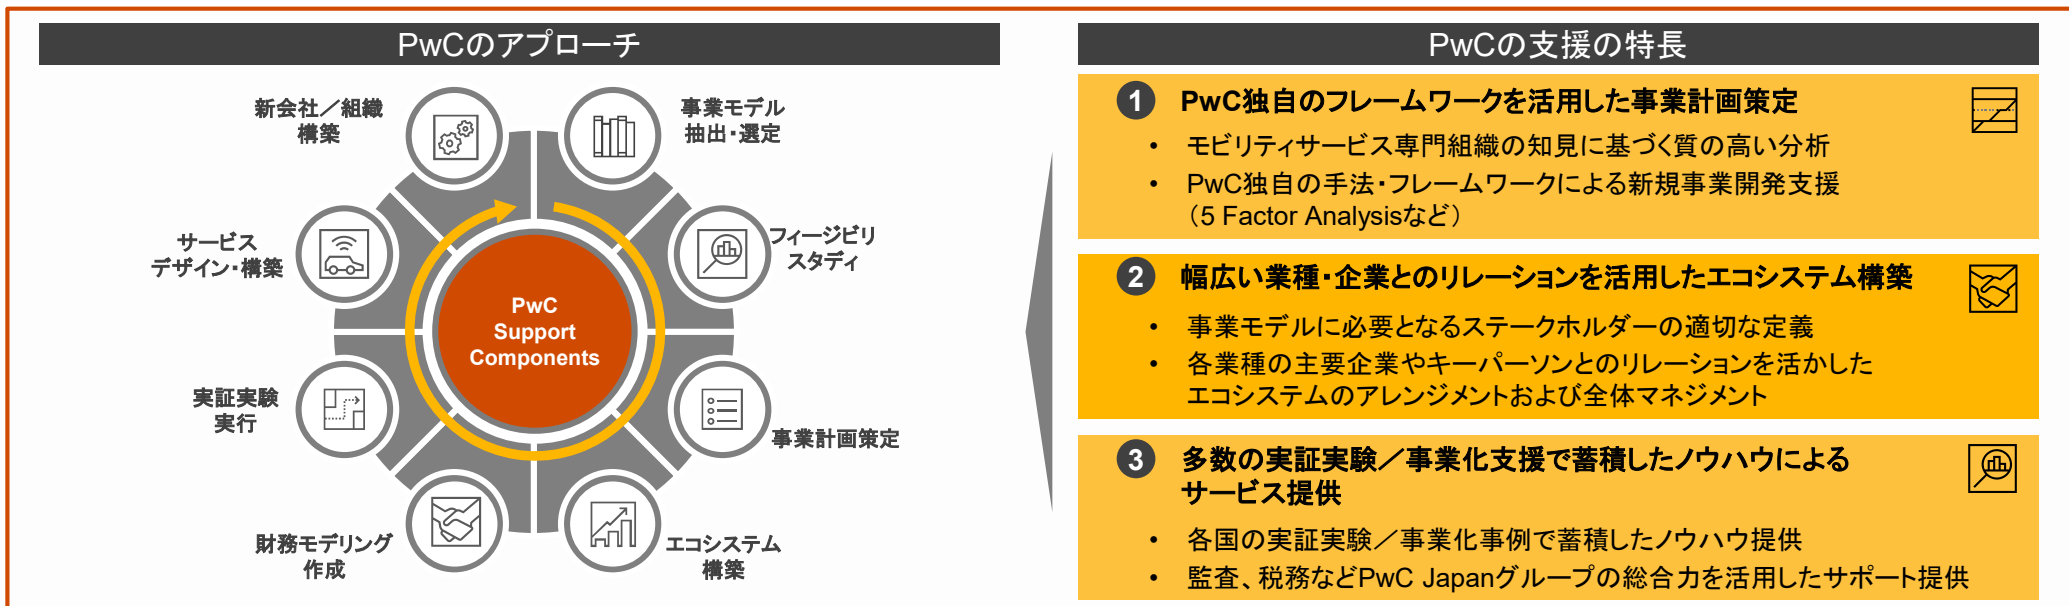 PwCのアプローチ
新会社／組織
構築
事業モデル
抽出・選定
サービス
デザイン・構築
フィージビリ
スタディ
PwC
Support
Components
実証実験
実行
事業計画策定
財務モデリング
作成
エコシステム
構築
PwCの支援の特長
1 PwC独自のフレームワークを活用した事業計画策定
• モビリティサービス専門組織の知見に基づく質の高い分析
• PwC独自の手法・フレームワークによる新規事業開発支援
（5 Factor Analysisなど）
2 幅広い業種・企業とのリレーションを活用したエコシステム構築
• 事業モデルに必要となるステークホルダーの適切な定義
• 各業種の主要企業やキーパーソンとのリレーションを活かした
エコシステムのアレンジメントおよび全体マネジメント
3 多数の実証実験／事業化支援で蓄積したノウハウによる
サービス提供
• 各国の実証実験／事業化事例で蓄積したノウハウ提供
• 監査、税務などPwC Japanグループの総合力を活用したサポート提供